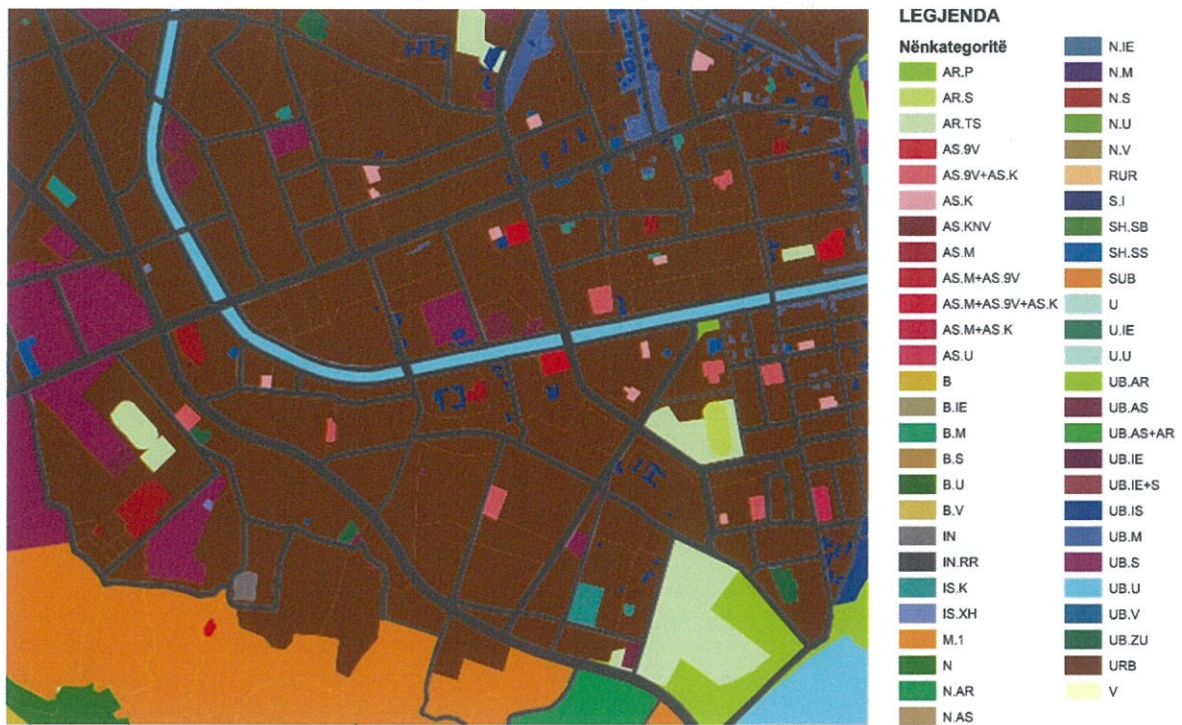 LEGJENDA
Nënkategoritë
AR.P
AR.S
AR.TS
AS.9V
AS.9V+AS.K
AS.K
AS.KNV
AS.M
AS.M+AS.9V
AS.M+AS.9V+AS.K
AS.M+AS.K
AS.U
B
B.IE
B.M
B.S
B.U
B.V
IN
IN.RR
IS.K
IS.XH
M.1
N
N.AR
N.AS
N.IE
N.M
N.S
N.U
N.V
RUR
S.I
SH.SB
SH.SS
SUB
U
U.IE
U.U
UB.AR
UB.AS
UB.AS+AR
UB.IE
UB.IE+S
UB.IS
UB.M
UB.S
UB.U
UB.V
UB.ZU
URB
V